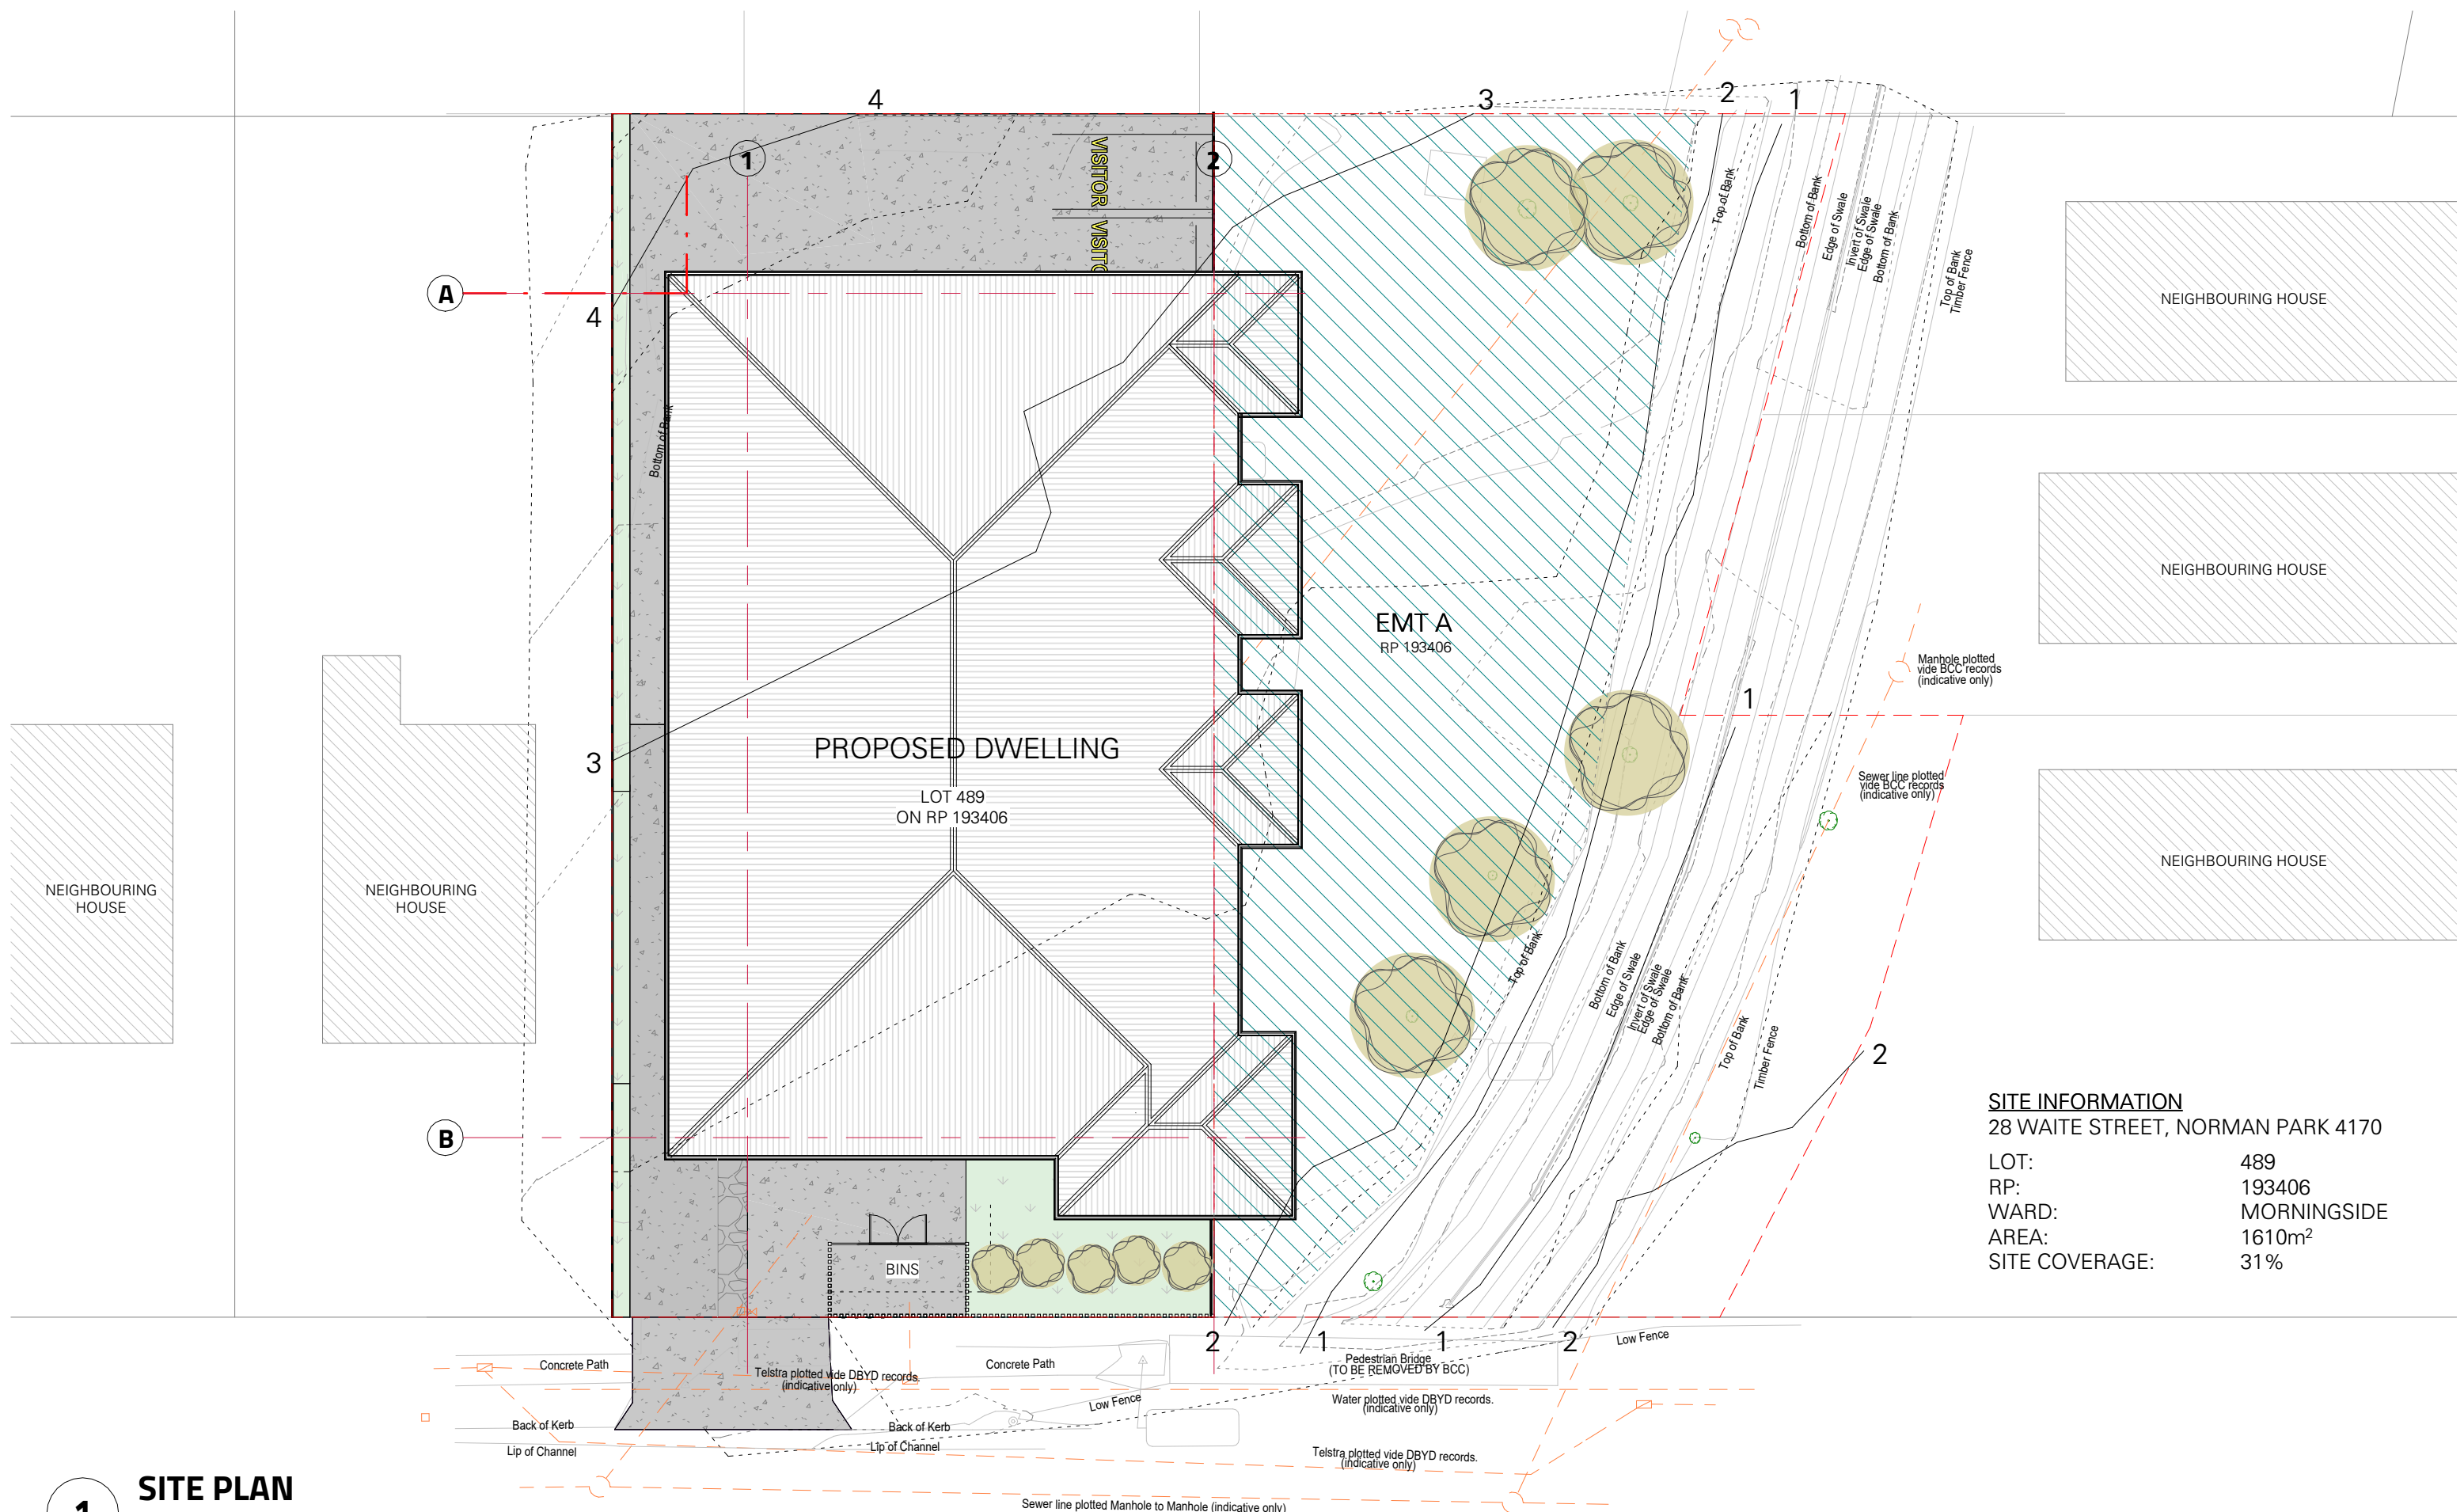 4
3
2
1
1
2
VISITOR
VISITO
A
4
Top of Bank
Bottom of Bank
Edge of Swale
Invert of Swale
Edge of Swale
Bottom of Bank
Top of Bank
Timber Fence
NEIGHBOURING HOUSE
Bottom of Bank
NEIGHBOURING HOUSE
EMT A
RP 193406
Manhole plotted
vide BCC records
(indicative only)
1
3
PROPOSED DWELLING
LOT 489
ON RP 193406
Sewer line plotted
vide BCC records
(indicative only)
NEIGHBOURING HOUSE
NEIGHBOURING
HOUSE
NEIGHBOURING
HOUSE
Top of Bank
Bottom of Bank
Edge of Swale
Invert of Swale
Edge of Swale
Bottom of Bank
Top of Bank
Timber Fence
2
B
SITE INFORMATION
28 WAITE STREET, NORMAN PARK 4170
LOT: 489
RP: 193406
WARD: MORNINGSIDE
AREA: 1610m²
SITE COVERAGE: 31%
BINS
2
1
1
2
Low Fence
Concrete Path
Concrete Path
Pedestrian Bridge
(TO BE REMOVED BY BCC)
Telstra plotted vide DBYD records.
(indicative only)
Low Fence
Water plotted vide DBYD records.
(indicative only)
Back of Kerb
Back of Kerb
Lip of Channel
Lip of Channel
Telstra plotted vide DBYD records.
(indicative only)
1
SITE PLAN
Sewer line plotted Manhole to Manhole (indicative only)